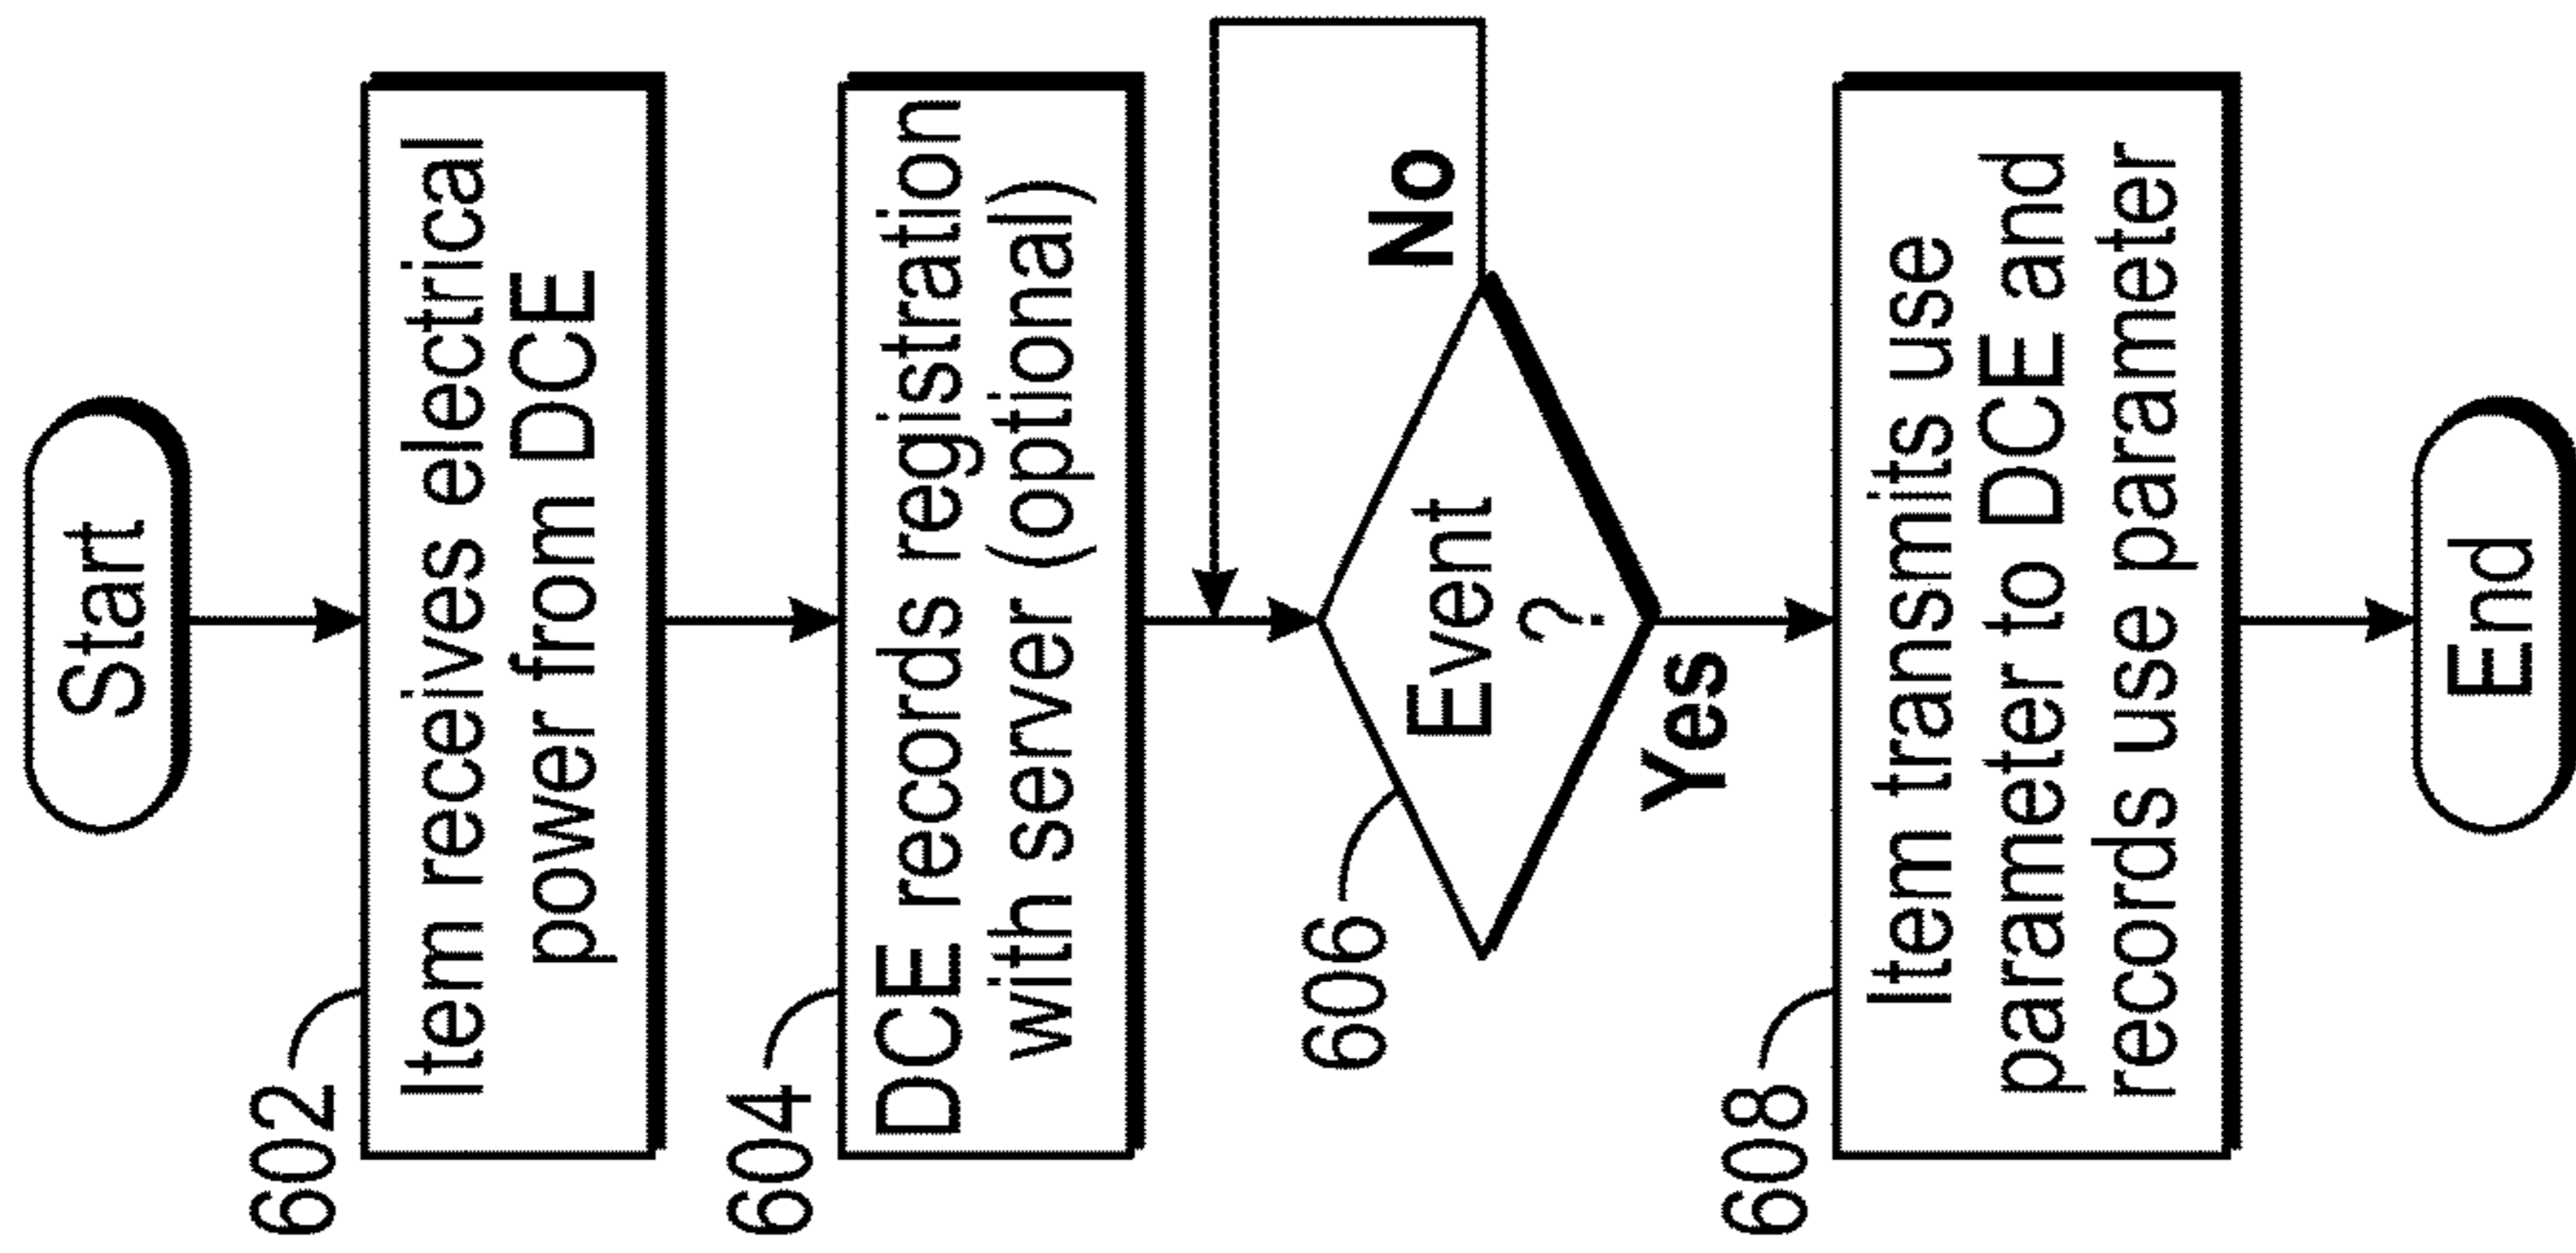 Start
602
Item receives electrical
power from DCE
604
DCE records registration
with server (optional)
606
Event
?
No
Yes
608
Item transmits use
parameter to DCE and
records use parameter
End